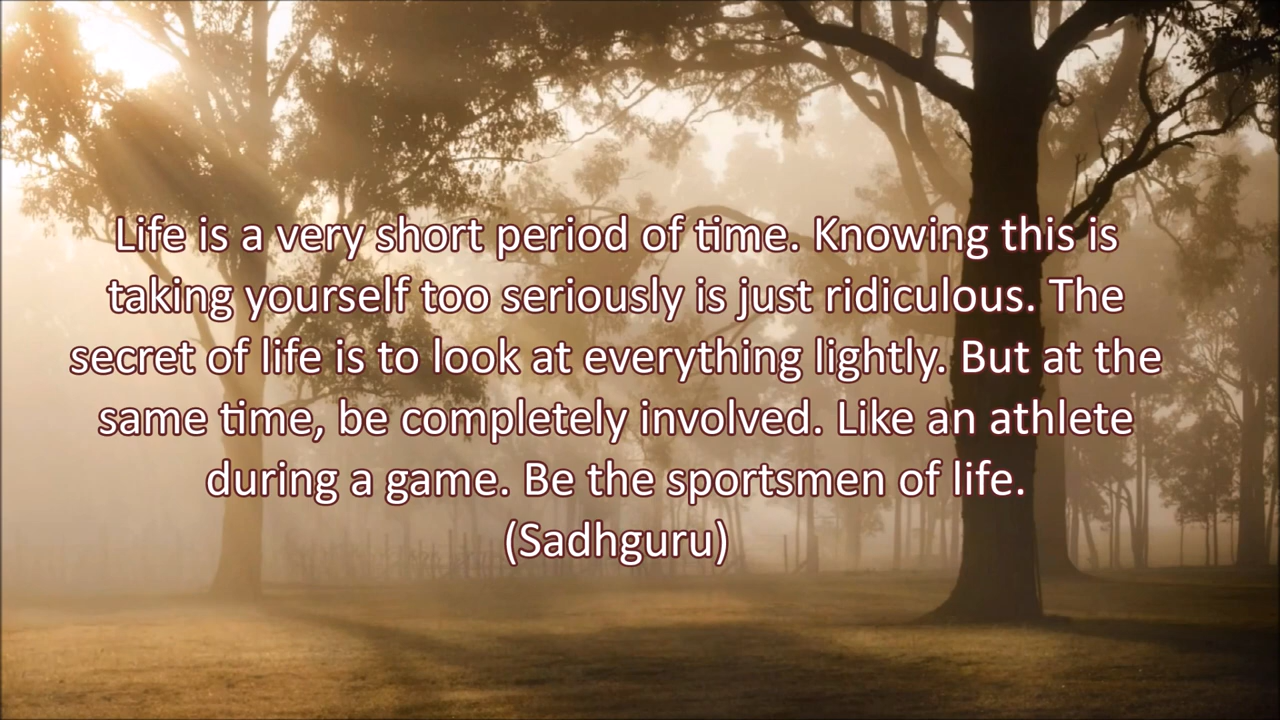 Life is a very short period of time. Knowing this is
taking yourself too seriously is just ridiculous. The
secret of life is to look at everything lightly. But at the
same time, be completely involved. Like an athlete
during a game. Be the sportsmen of life.
(Sadhguru)